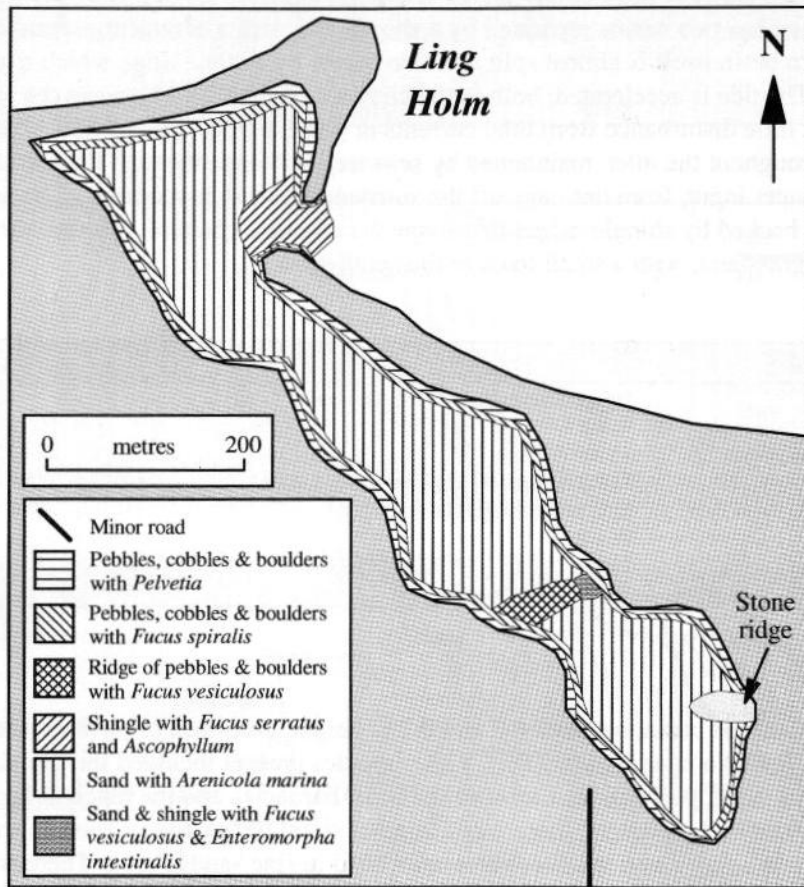 Ling
Holm
N
0 metres 200
Minor road
Pebbles, cobbles & boulders
with Pelvetia
Pebbles, cobbles & boulders
with Fucus spiralis
Ridge of pebbles & boulders
with Fucus vesiculosus
Shingle with Fucus serratus
and Ascophyllum
Sand with Arenicola marina
Sand & shingle with Fucus
vesiculosus & Enteromorpha
intestinalis
Stone
ridge